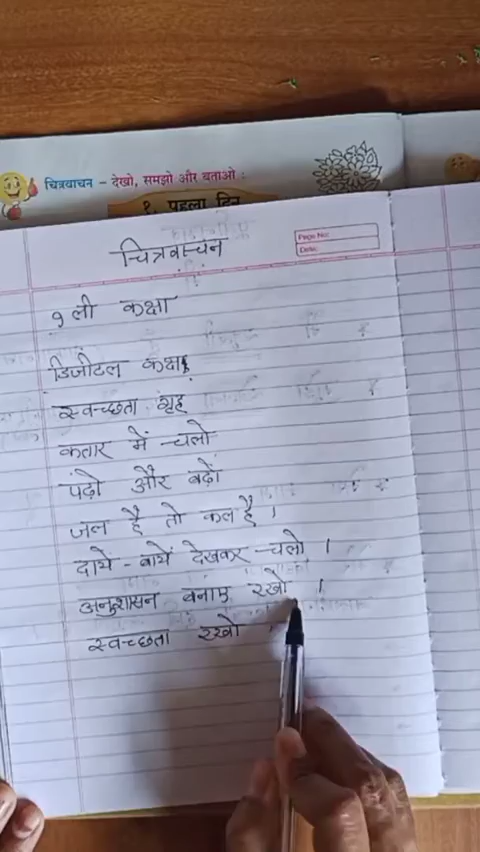 चित्रवाचन - देखो, समझो और बताओ :
१. पहला दिन
Page No:
Date:
चित्रवाचन
१ली कक्षा
डिजीटल कक्षा
स्वच्छता गृह
कतार में चलो
पढ़ो और बढ़ों
जल है तो कल है ।
दाये - बाये देखकर चलो ।
अनुशासन बनाए रखो ।
स्वच्छता रखो